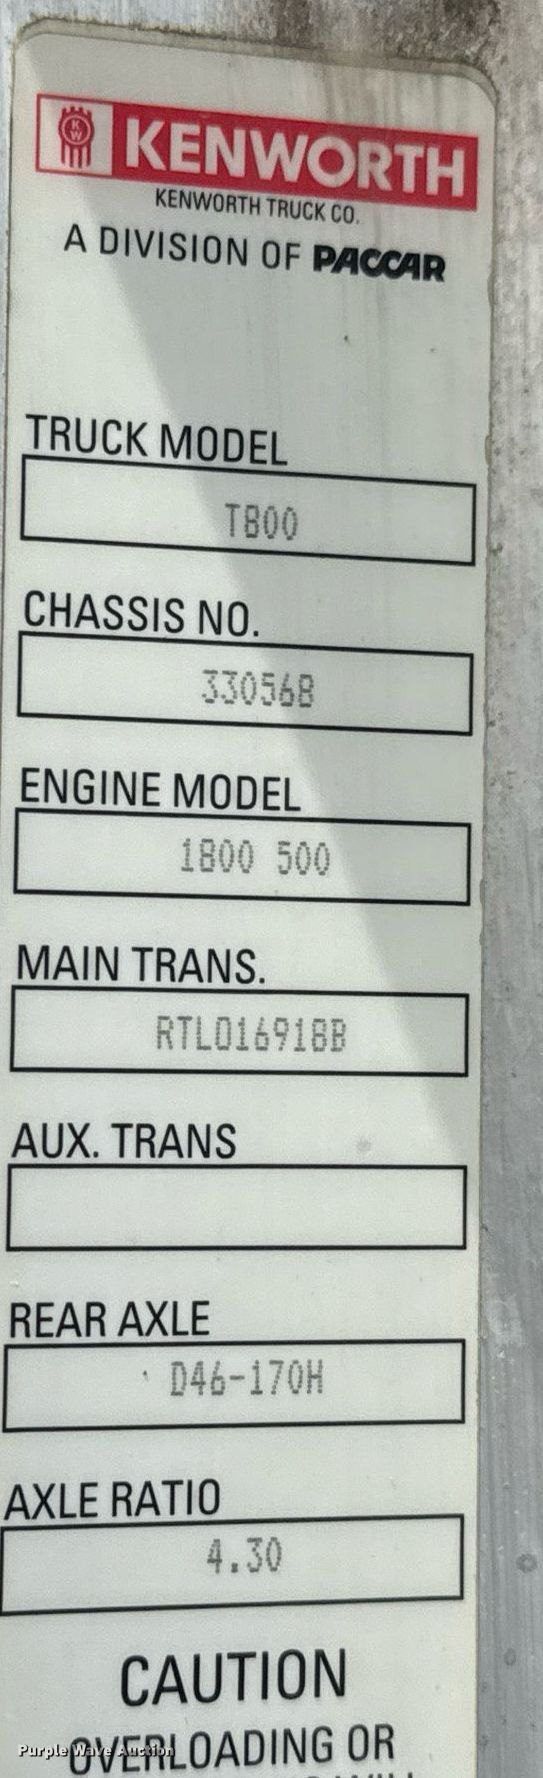 KW
KENWORTH
KENWORTH TRUCK CO.
A DIVISION OF PACCAR
TRUCK MODEL
T800
CHASSIS NO.
330568
ENGINE MODEL
1800 500
MAIN TRANS.
RTLO16918B
AUX. TRANS
REAR AXLE
D46-170H
AXLE RATIO
4.30
CAUTION
OVERLOADING OR
Purple Wave Auction